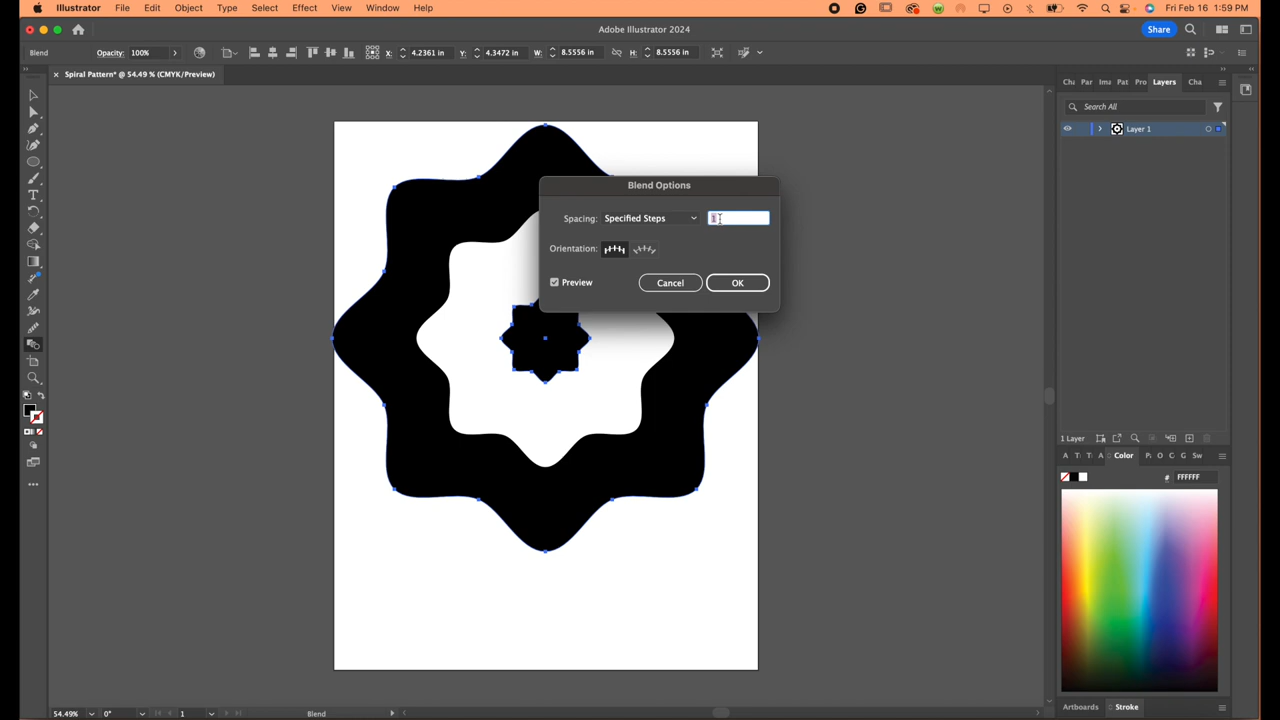 Illustrator File Edit Object Type Select Effect View Window Help Fri Feb 16 1:59 PM
Adobe Illustrator 2024
Share
Blend Opacity: 100% X: 4.2361 in Y: 4.3472 in W: 8.5556 in H: 8.5556 in
× Spiral Pattern* @ 54.49 % (CMYK/Preview)
Par Ima Pat Pro Layers Cha
Search All
Layer 1
Blend Options
Spacing: Specified Steps 1
Orientation:
Preview Cancel OK
1 Layer
A T T A Color P O C G Sw
# FFFFFF
Artboards Stroke
54.49% 0° 1 Blend